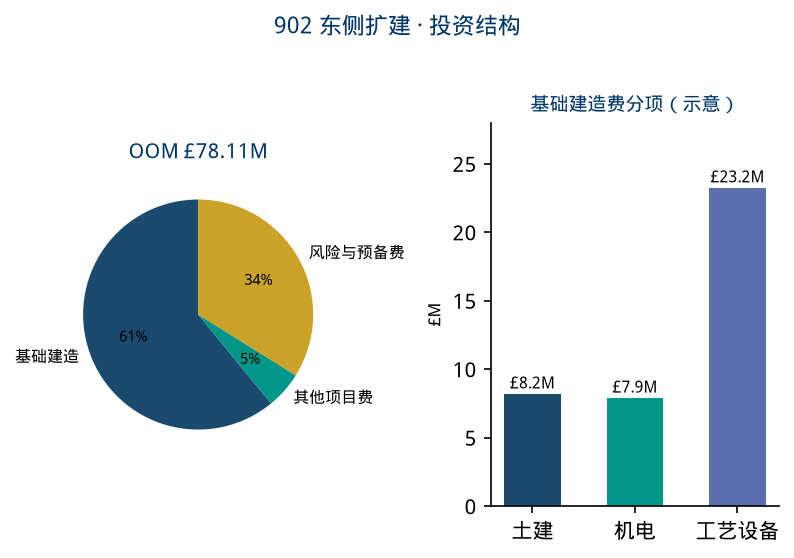 902 东侧扩建 · 投资结构
OOM £78.11M
风险与预备费
34%
61%
5%
基础建造
其他项目费
基础建造费分项（示意）
£M
25
20
15
10
5
0
£8.2M
£7.9M
£23.2M
土建
机电
工艺设备